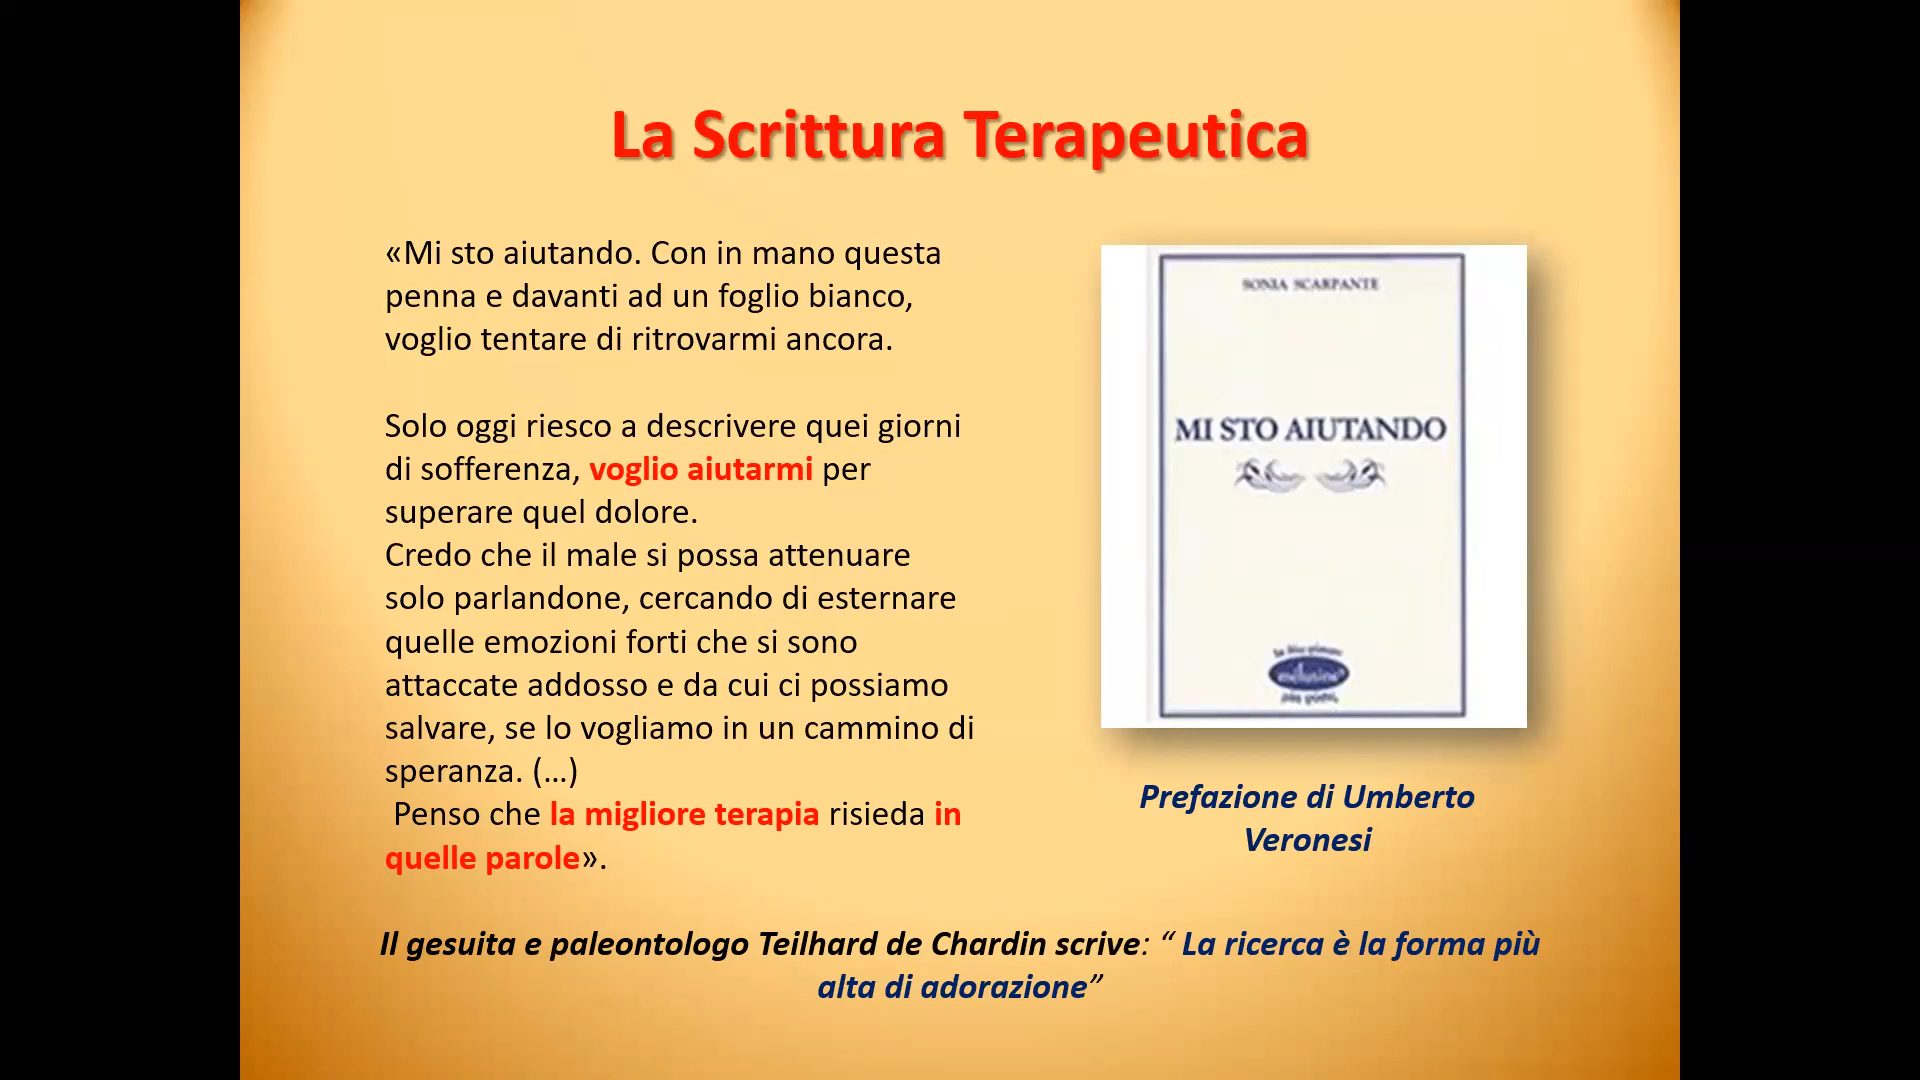 La Scrittura Terapeutica
«Mi sto aiutando. Con in mano questa
penna e davanti ad un foglio bianco,
voglio tentare di ritrovarmi ancora.
Solo oggi riesco a descrivere quei giorni
di sofferenza, voglio aiutarmi per
superare quel dolore.
Credo che il male si possa attenuare
solo parlandone, cercando di esternare
quelle emozioni forti che si sono
attaccate addosso e da cui ci possiamo
salvare, se lo vogliamo in un cammino di
speranza. (...)
Penso che la migliore terapia risieda in
quelle parole».
SONIA SCARPANTE
MI STO AIUTANDO
melusine
Prefazione di Umberto
Veronesi
Il gesuita e paleontologo Teilhard de Chardin scrive: “ La ricerca è la forma più
alta di adorazione”